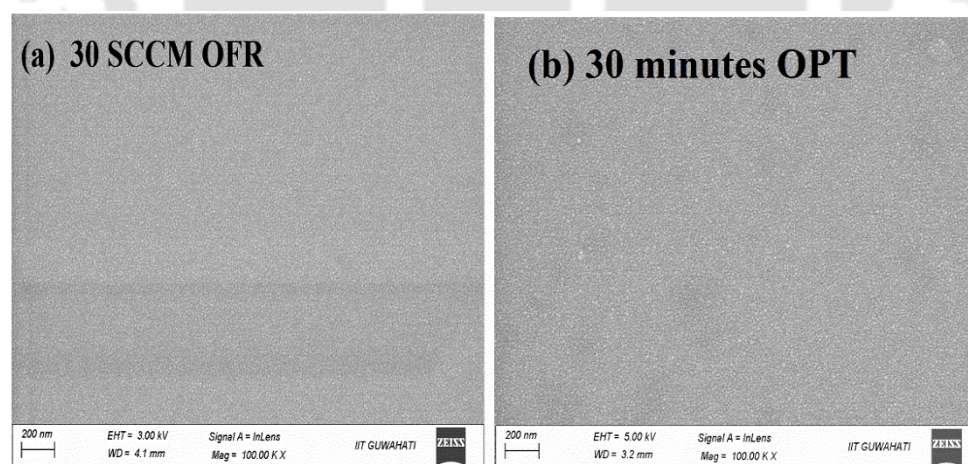 (a) 30 SCCM OFR
200 nm
EHT = 3.00 kV
Signal A = InLens
WD = 4.1 mm
Mag = 100.00 K X
IIT GUWAHATI
ZEISS
(b) 30 minutes OPT
200 nm
EHT = 5.00 kV
Signal A = InLens
WD = 3.2 mm
Mag = 100.00 K X
IIT GUWAHATI
ZEISS